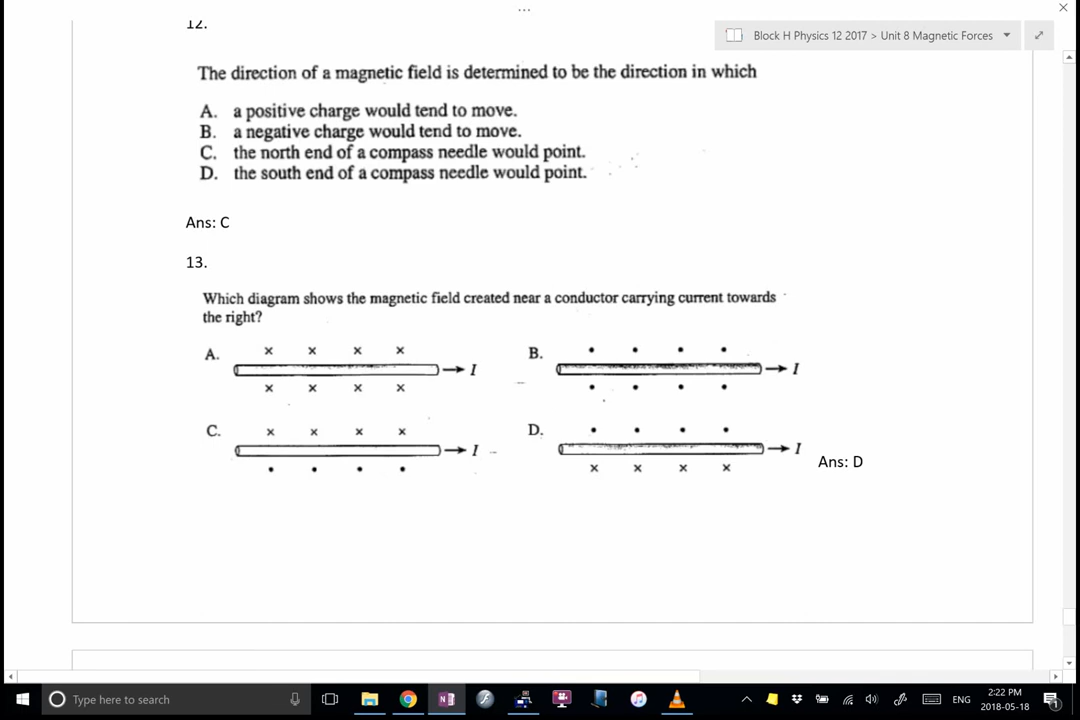 ...
12.
Block H Physics 12 2017 > Unit 8 Magnetic Forces
The direction of a magnetic field is determined to be the direction in which
A. a positive charge would tend to move.
B. a negative charge would tend to move.
C. the north end of a compass needle would point.
D. the south end of a compass needle would point.
Ans: C
13.
Which diagram shows the magnetic field created near a conductor carrying current towards
the right?
A. x x x x
I
x x x x
B. • • • •
I
• • • •
C. x x x x
I
• • • •
D. • • • •
I
x x x x
Ans: D
Type here to search
ENG
2:22 PM
2018-05-18
1